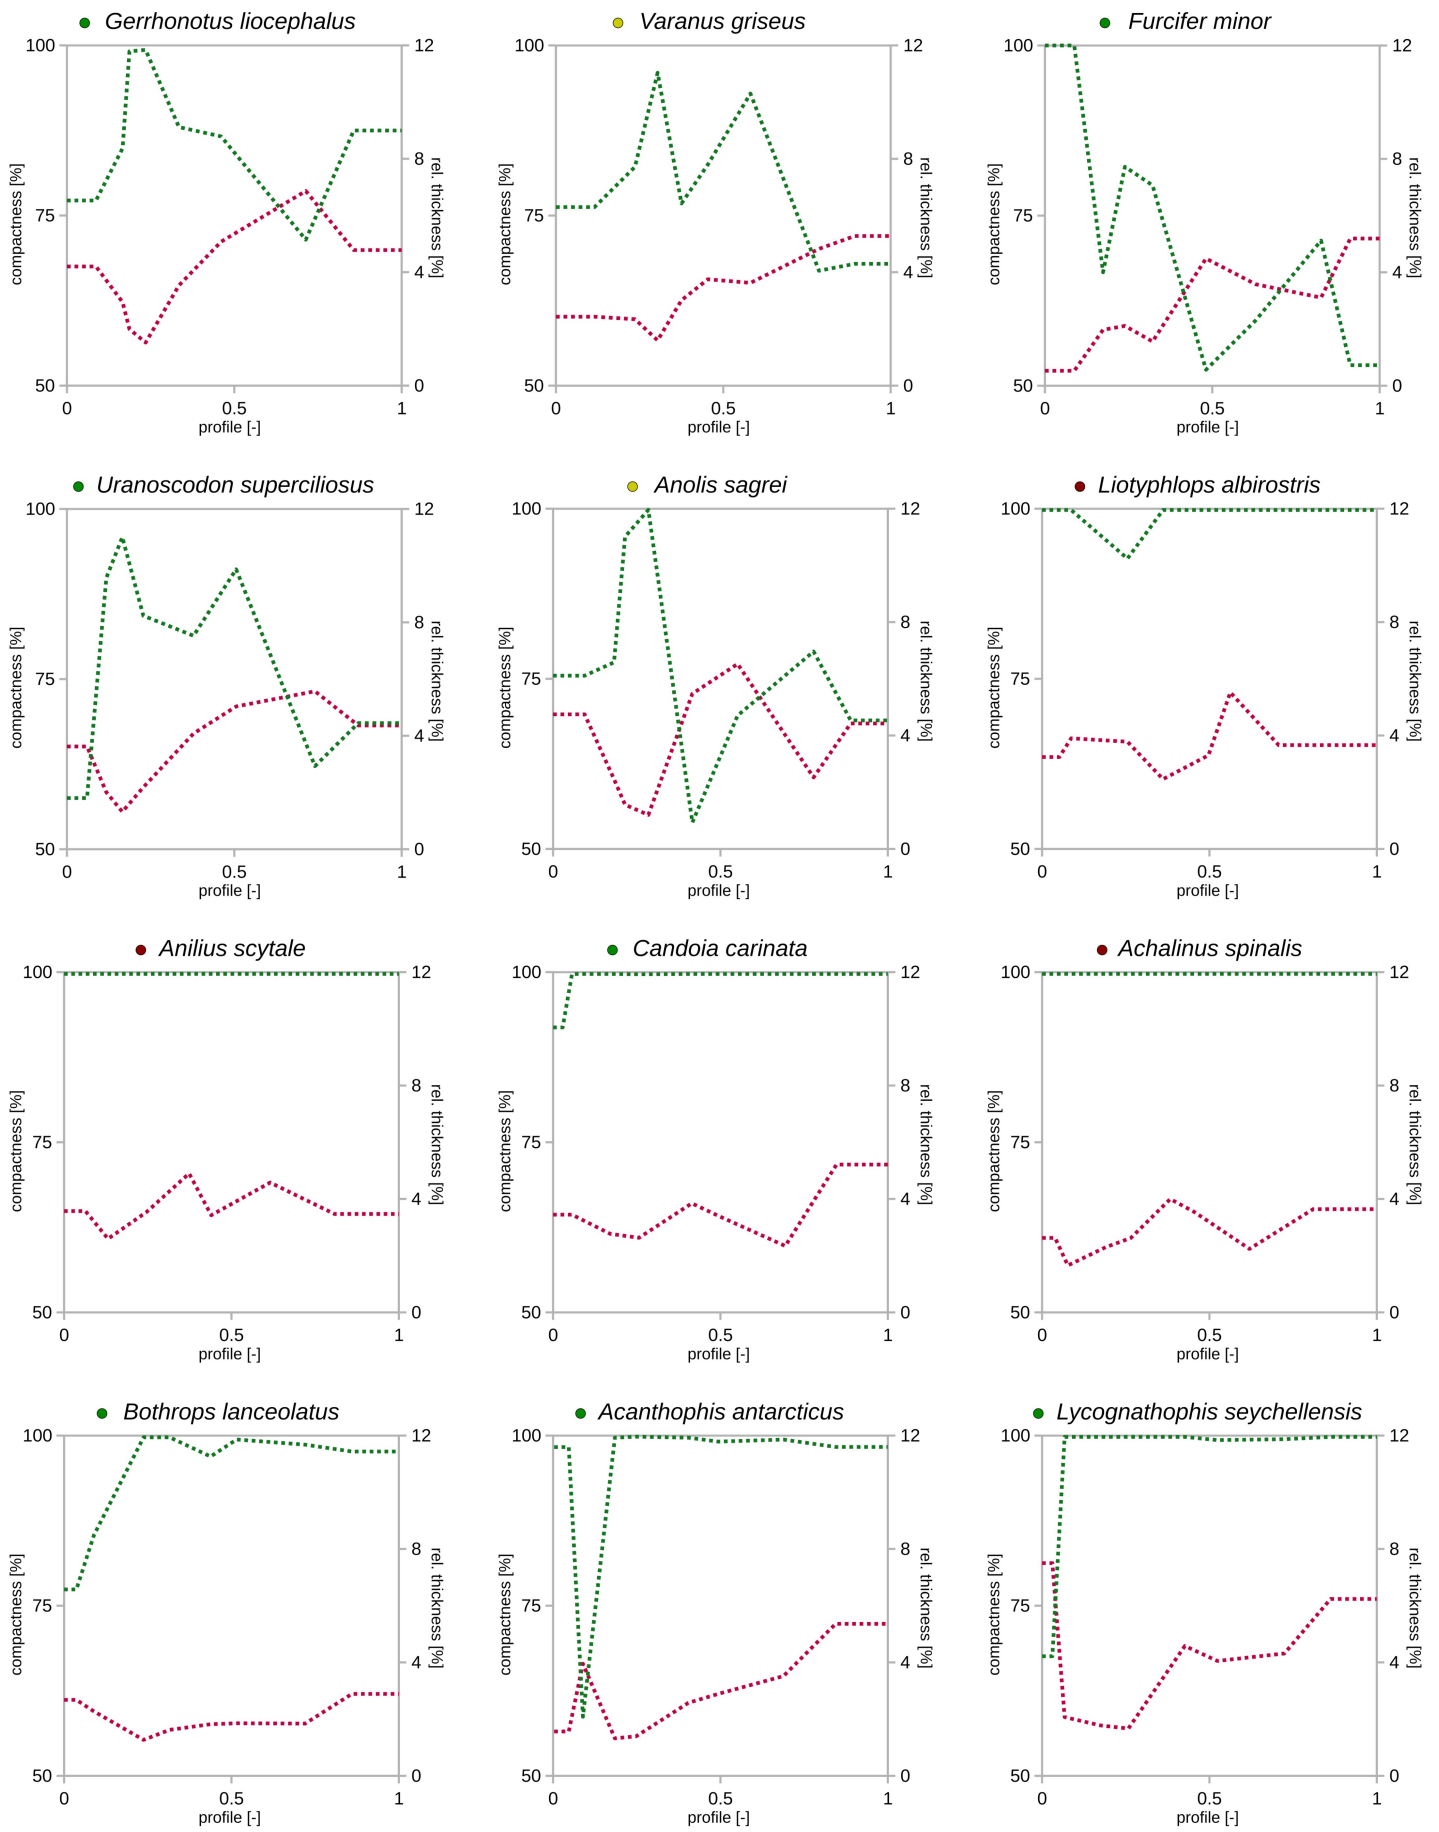 Gerrhonotus liocephalus
100
75
50
compactness [%]
12
8
4
0
rel. thickness [%]
0
0.5
1
profile [-]
Varanus griseus
100
75
50
compactness [%]
12
8
4
0
rel. thickness [%]
0
0.5
1
profile [-]
Furcifer minor
100
75
50
compactness [%]
12
8
4
0
rel. thickness [%]
0
0.5
1
profile [-]
Uranoscodon superciliosus
100
75
50
compactness [%]
12
8
4
0
rel. thickness [%]
0
0.5
1
profile [-]
Anolis sagrei
100
75
50
compactness [%]
12
8
4
0
rel. thickness [%]
0
0.5
1
profile [-]
Liotyphlops albirostris
100
75
50
compactness [%]
12
8
4
0
rel. thickness [%]
0
0.5
1
profile [-]
Anilius scytale
100
75
50
compactness [%]
12
8
4
0
rel. thickness [%]
0
0.5
1
profile [-]
Candoia carinata
100
75
50
compactness [%]
12
8
4
0
rel. thickness [%]
0
0.5
1
profile [-]
Achalinus spinalis
100
75
50
compactness [%]
12
8
4
0
rel. thickness [%]
0
0.5
1
profile [-]
Bothrops lanceolatus
100
75
50
compactness [%]
12
8
4
0
rel. thickness [%]
0
0.5
1
profile [-]
Acanthophis antarcticus
100
75
50
compactness [%]
12
8
4
0
rel. thickness [%]
0
0.5
1
profile [-]
Lycognathophis seychellensis
100
75
50
compactness [%]
12
8
4
0
rel. thickness [%]
0
0.5
1
profile [-]